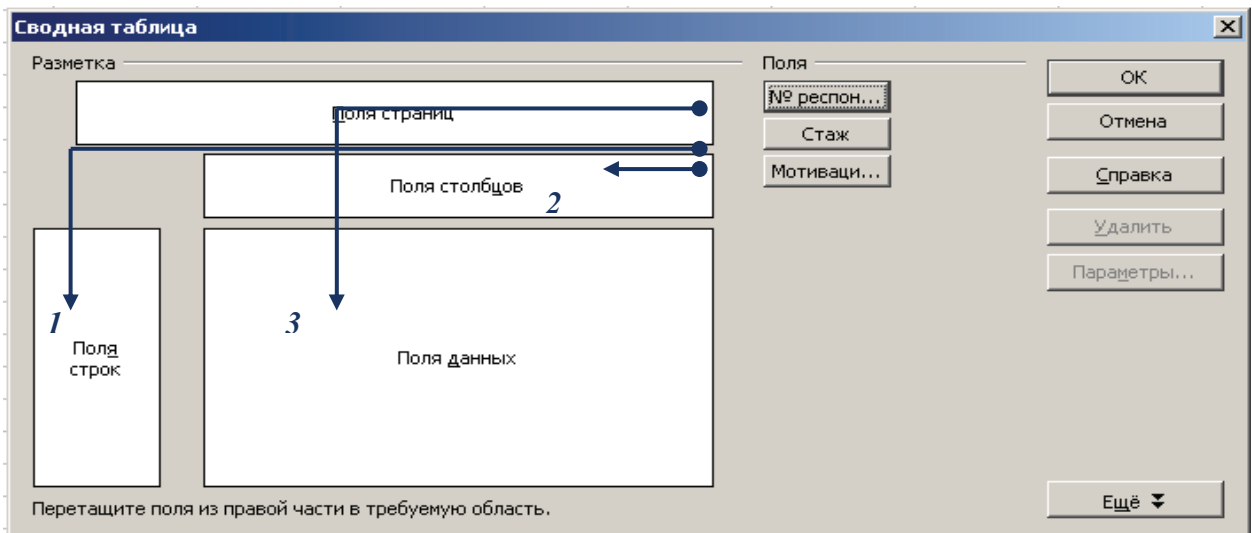 Сводная таблица
Разметка
Поля
Поля страниц
№ респон...
Стаж
Мотиваци...
ОК
Отмена
Справка
Удалить
Параметры...
Поля столбцов
2
1
3
Поля
строк
Поля данных
Перетащите поля из правой части в требуемую область.
Ещё